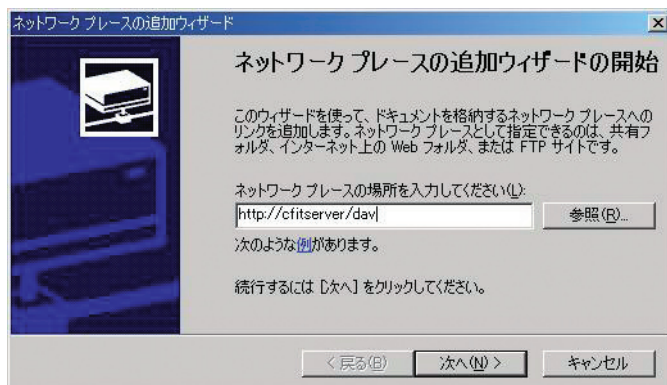 ネットワーク プレースの追加ウィザード
ネットワーク プレースの追加ウィザードの開始
このウィザードを使って、ドキュメントを格納するネットワーク プレースへの
リンクを追加します。ネットワーク プレースとして指定できるのは、共有フ
ォルダ、インターネット上の Web フォルダ、または FTP サイトです。
ネットワーク プレースの場所を入力してください(L):
http://cfitserver/dav
参照(R)...
次のような例があります。
続行するには [次へ] をクリックしてください。
< 戻る(B)
次へ(N) >
キャンセル